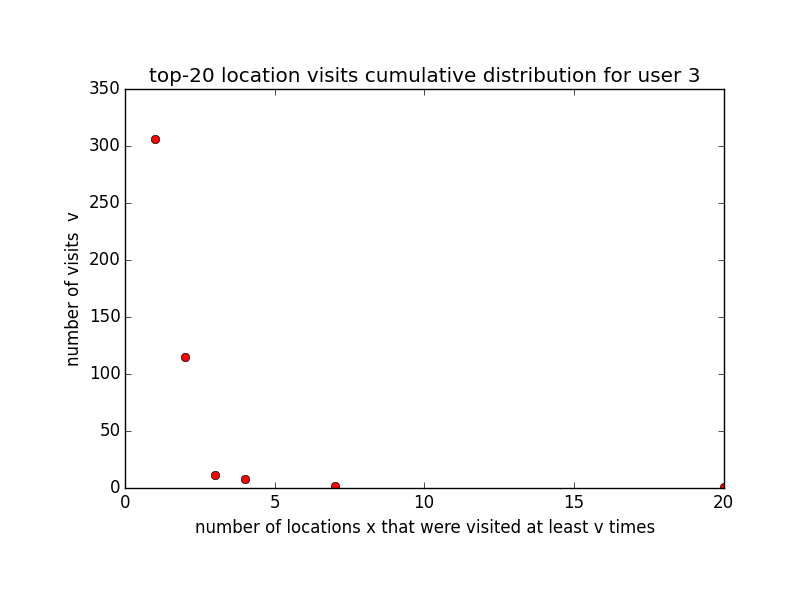 top-20 location visits cumulative distribution for user 3
350
300
250
200
150
100
50
0
number of visits  v
0 5 10 15 20
number of locations x that were visited at least v times